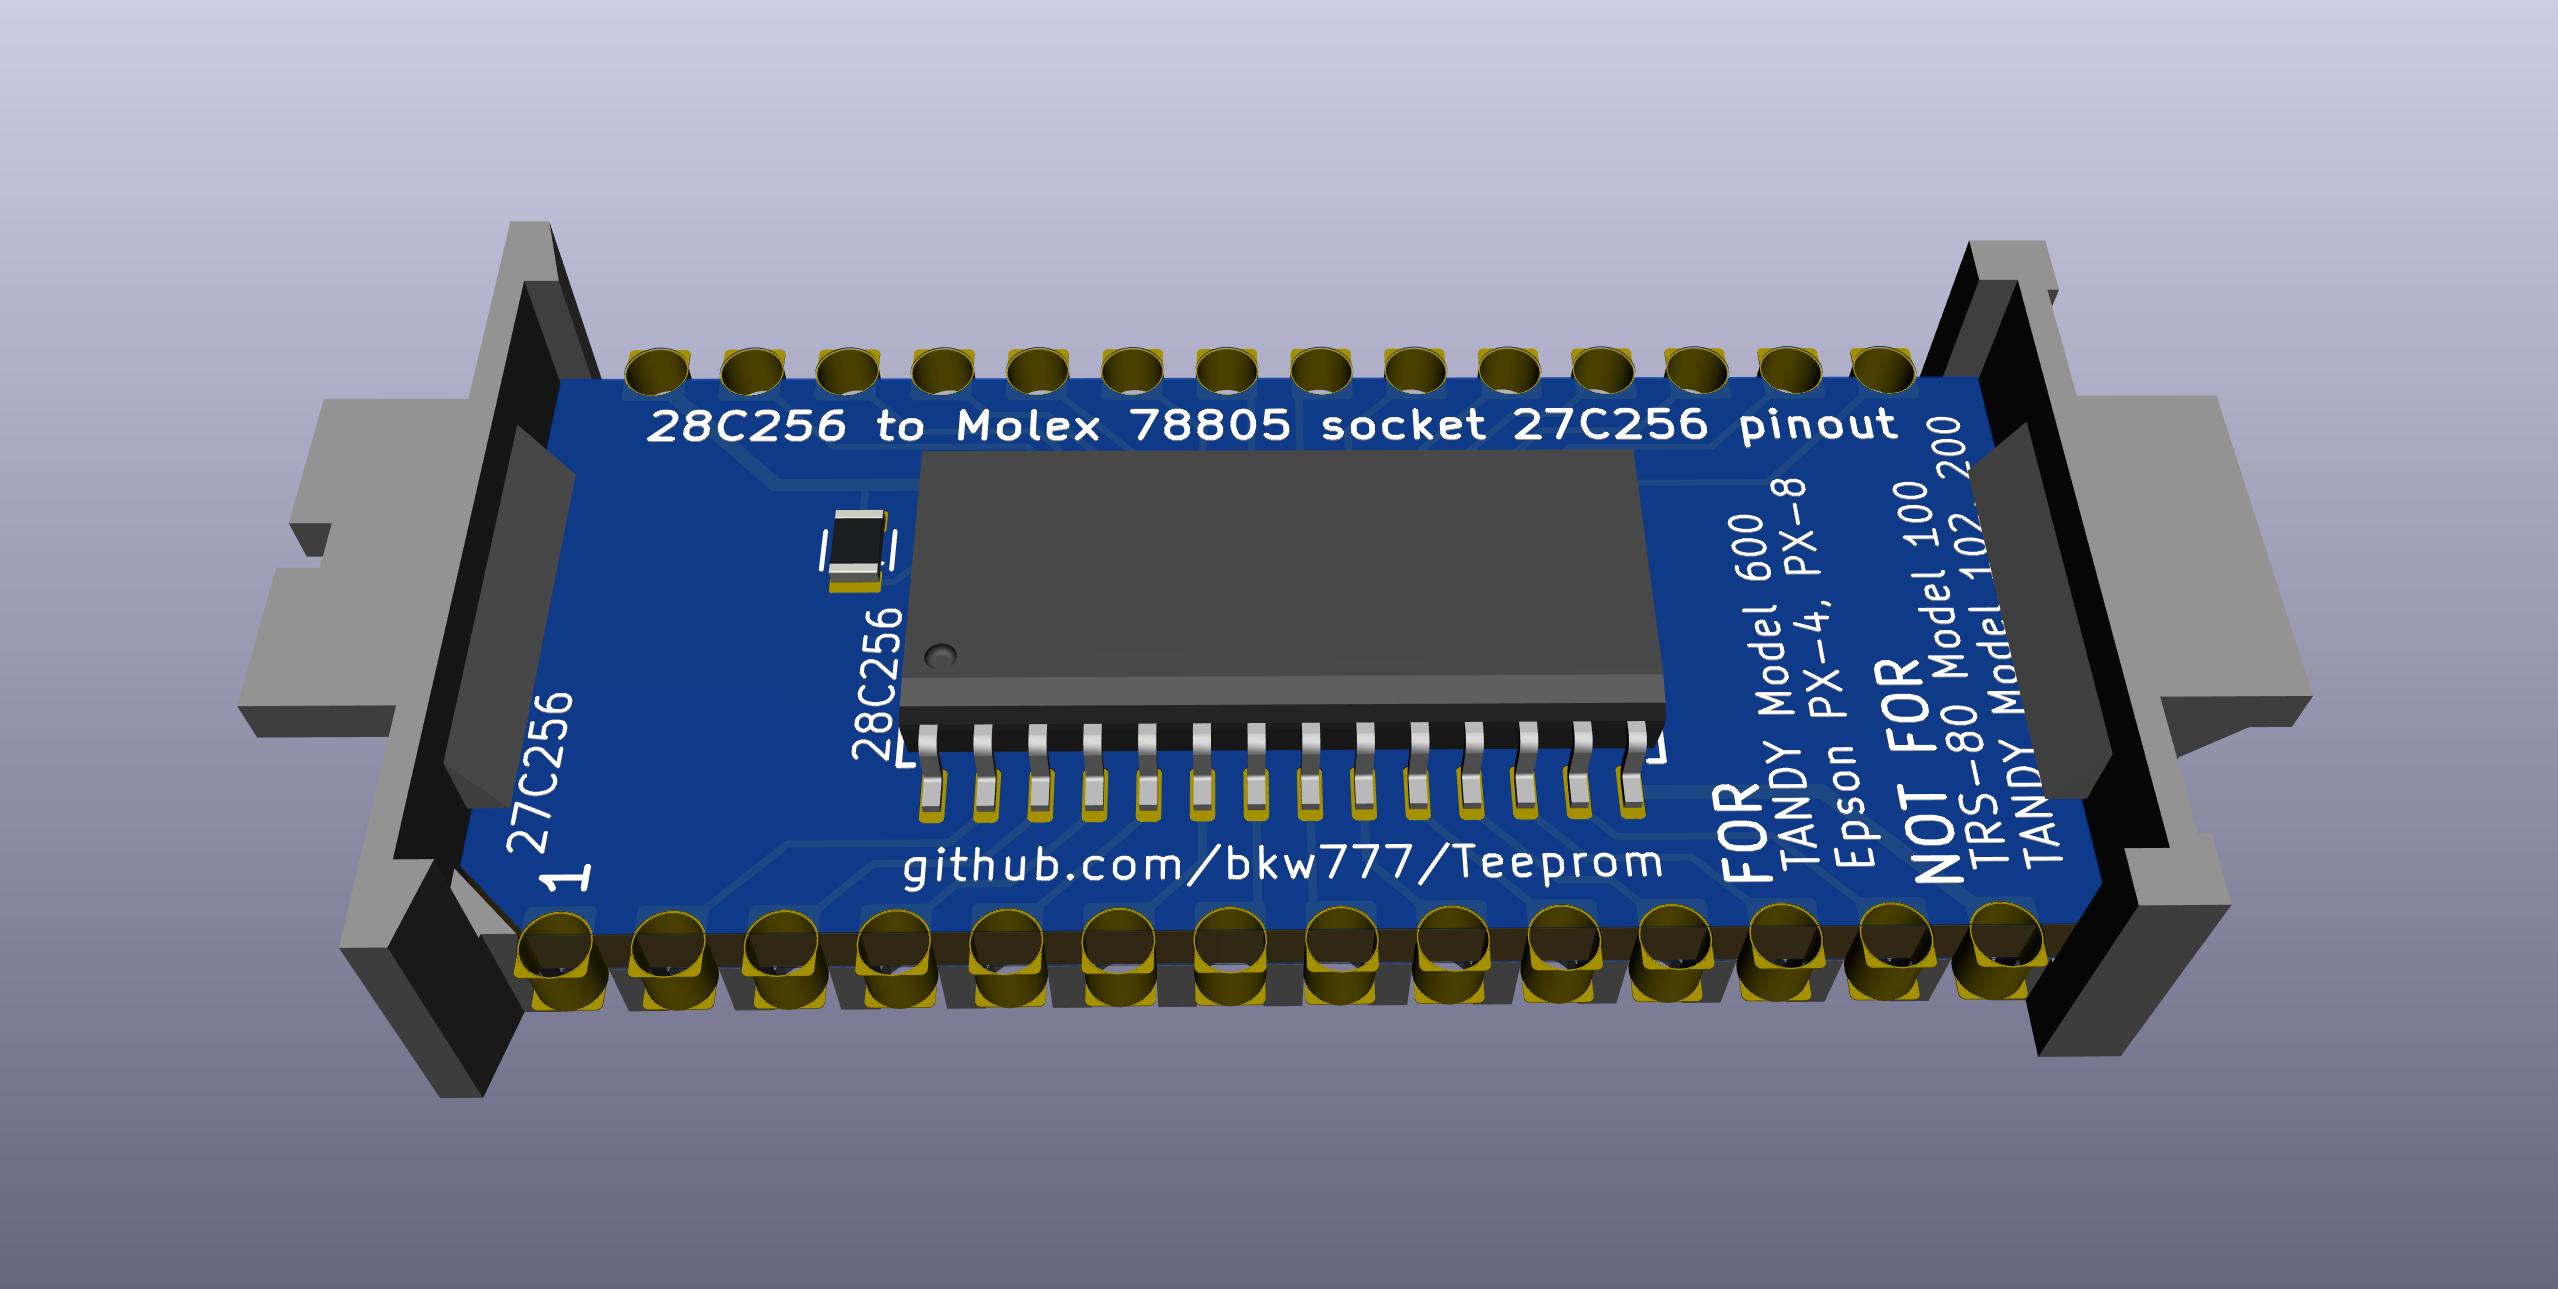 28C256 to Molex 78805 socket 27C256 pinout
28C256
27C256
1
github.com/bkw777/Teeprom
FOR
TANDY Model 600
Epson PX-4, PX-8
NOT FOR
TRS-80 Model 100
TANDY Model 102 200